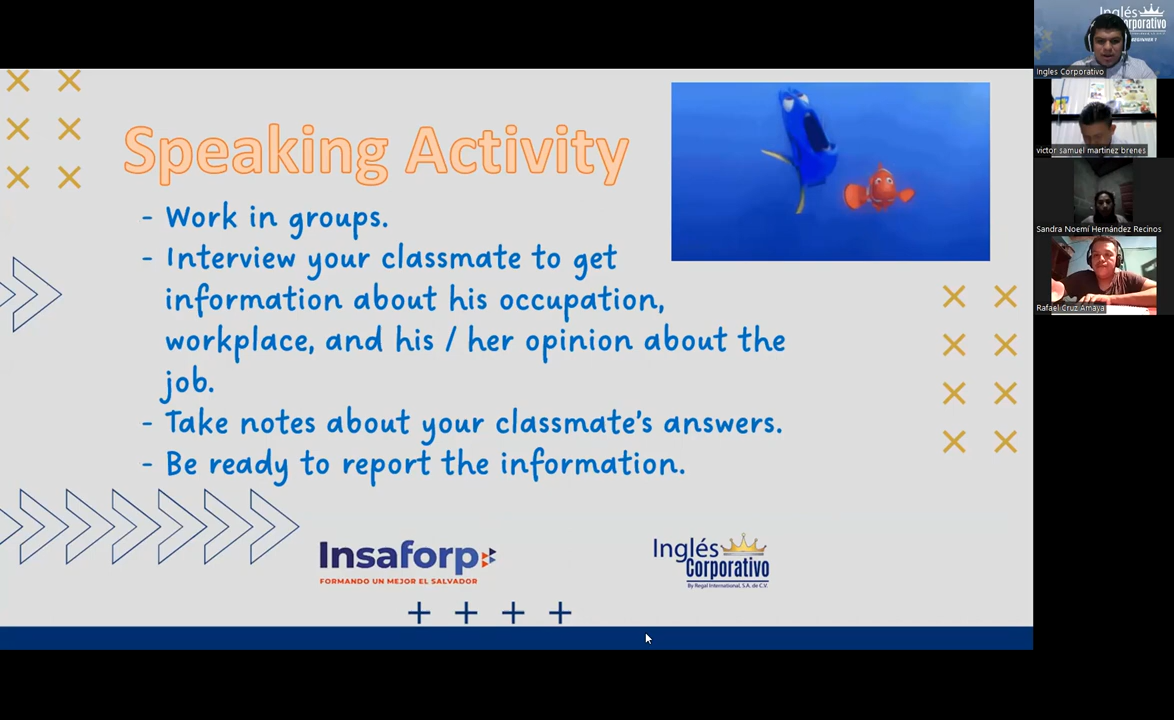 Speaking Activity
- Work in groups.
- Interview your classmate to get
information about his occupation,
workplace, and his / her opinion about the
job.
- Take notes about your classmate's answers.
- Be ready to report the information.
Insaforp
FORMANDO UN MEJOR EL SALVADOR
Inglés
Corporativo
By Regal International, S.A. de C.V.
Inglés
Corporativo
Ingles Corporativo
victor samuel martinez brenes
Sandra Noemí Hernández Recinos
Rafael Cruz Amaya